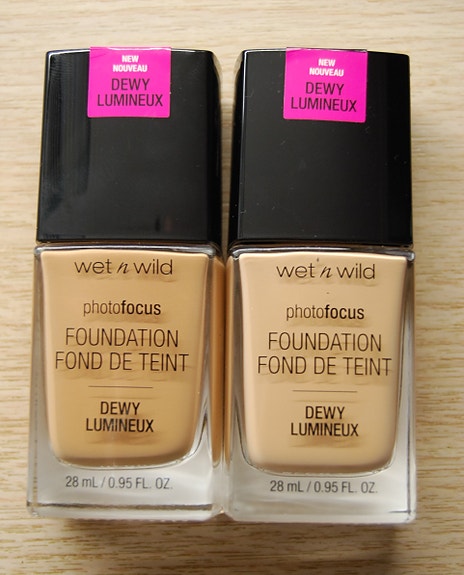 NEW
NOUVEAU
DEWY
LUMINEUX
wet n wild
photofocus
FOUNDATION
FOND DE TEINT
DEWY
LUMINEUX
28 mL / 0.95 FL. OZ.
NEW
NOUVEAU
DEWY
LUMINEUX
wet n wild
photofocus
FOUNDATION
FOND DE TEINT
DEWY
LUMINEUX
28 mL / 0.95 FL. OZ.